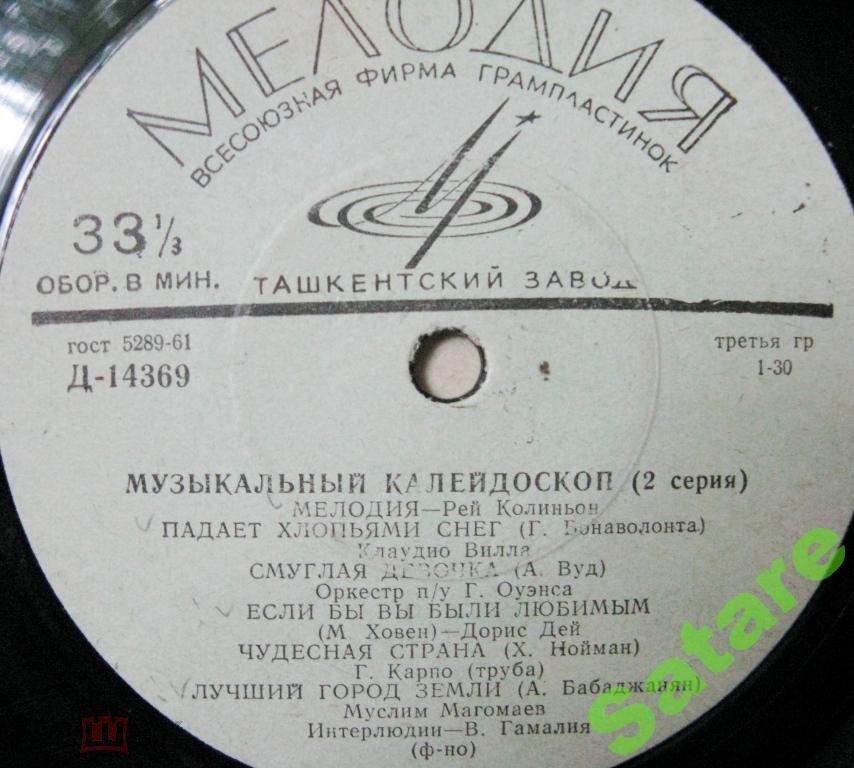 МЕЛОДИЯ
ВСЕСОЮЗНАЯ ФИРМА ГРАМПЛАСТИНОК
33 1/3
ОБОР. В МИН.
ТАШКЕНТСКИЙ ЗАВОД
гост 5289-61
третья гр
Д-14369
1-30
МУЗЫКАЛЬНЫЙ КАЛЕЙДОСКОП (2 серия)
МЕЛОДИЯ—Рей Колиньон
ПАДАЕТ ХЛОПЬЯМИ СНЕГ (Г. Бонаволонта)
Клаудио Вилла
СМУГЛАЯ ДЕВОЧКА (А. Вуд)
Оркестр п/у Г. Оуэнса
ЕСЛИ БЫ ВЫ БЫЛИ ЛЮБИМЫМ
(М. Ховен)—Дорис Дей
ЧУДЕСНАЯ СТРАНА (Х. Нойман)
Г. Карпо (труба)
ЛУЧШИЙ ГОРОД ЗЕМЛИ (А. Бабаджанян)
Муслим Магомаев
Интерлюдии—В. Гамалия
(ф-но)
Satare